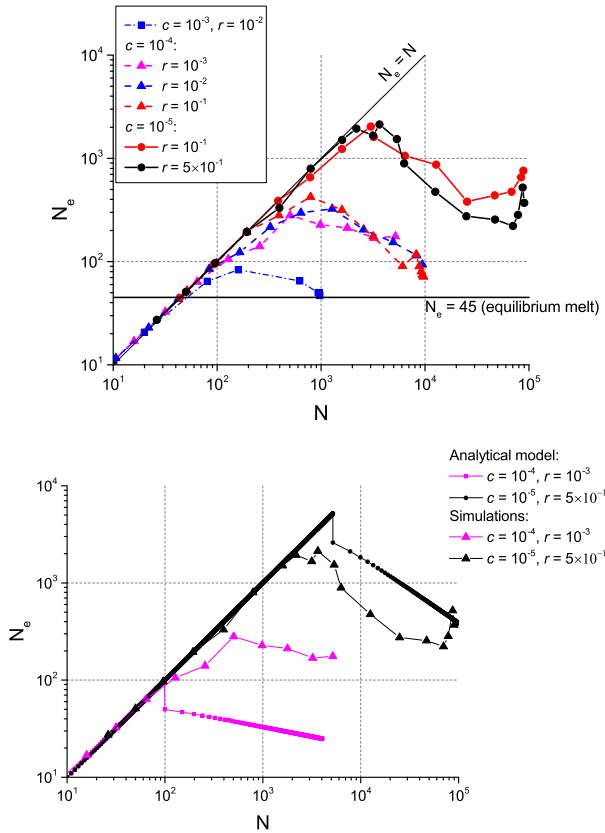 c = 10⁻³, r = 10⁻²
c = 10⁻⁴:
r = 10⁻³
r = 10⁻²
r = 10⁻¹
c = 10⁻⁵:
r = 10⁻¹
r = 5×10⁻¹
Nₑ = N
10⁴
10³
10²
10¹
Nₑ
Nₑ = 45 (equilibrium melt)
10¹ 10² 10³ 10⁴ 10⁵
N
Analytical model:
c = 10⁻⁴, r = 10⁻³
c = 10⁻⁵, r = 5×10⁻¹
Simulations:
c = 10⁻⁴, r = 10⁻³
c = 10⁻⁵, r = 5×10⁻¹
10⁴
10³
10²
10¹
Nₑ
10¹ 10² 10³ 10⁴ 10⁵
N